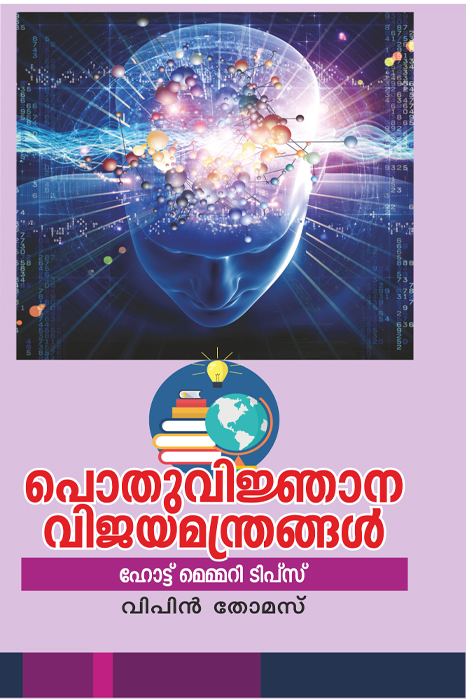 പൊതുവിജ്ഞാന
വിജയമന്ത്രങ്ങൾ
ഹോട്ട് മെമ്മറി ടിപ്സ്
വിപിൻ തോമസ്